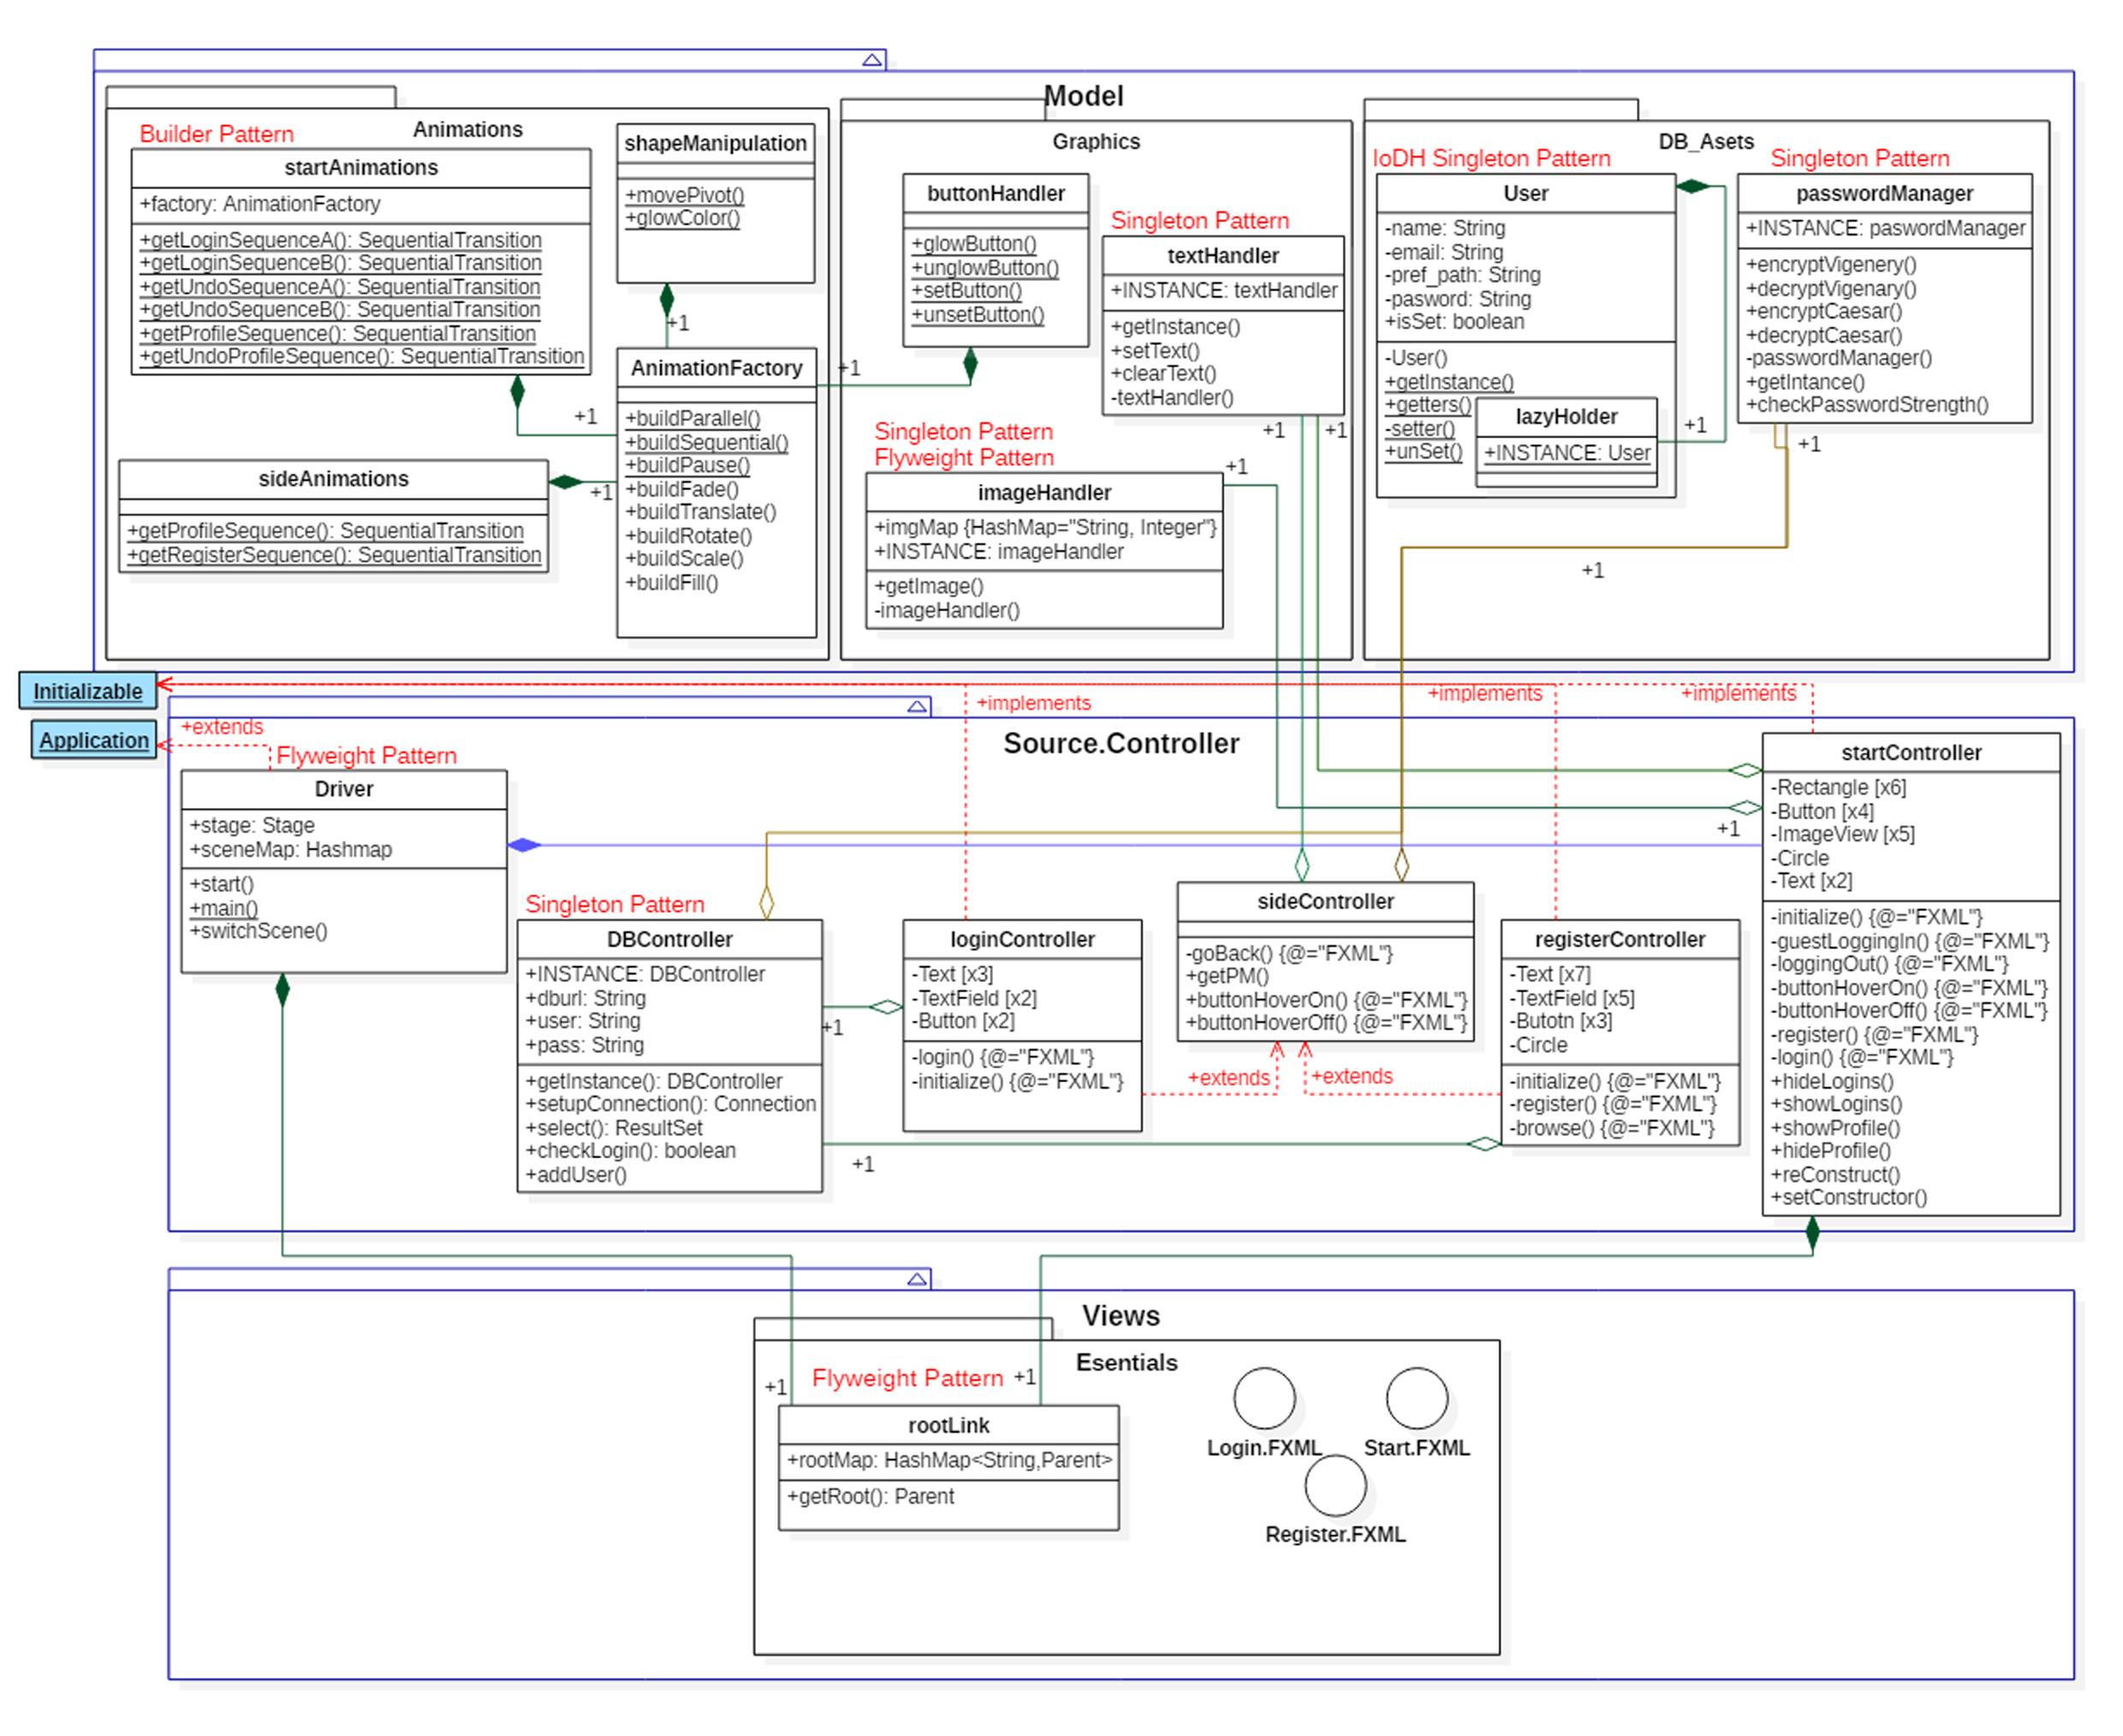 Model
Animations
Builder Pattern
startAnimations
+factory: AnimationFactory
+getLoginSequenceA(): SequentialTransition
+getLoginSequenceB(): SequentialTransition
+getUndoSequenceA(): SequentialTransition
+getUndoSequenceB(): SequentialTransition
+getProfileSequence(): SequentialTransition
+getUndoProfileSequence(): SequentialTransition
shapeManipulation
+movePivot()
+glowColor()
+1
+1
AnimationFactory
+buildParallel()
+buildSequential()
+buildPause()
+buildFade()
+buildTranslate()
+buildRotate()
+buildScale()
+buildFill()
+1
sideAnimations
+getProfileSequence(): SequentialTransition
+getRegisterSequence(): SequentialTransition
Graphics
buttonHandler
+glowButton()
+unglowButton()
+setButton()
+unsetButton()
+1
Singleton Pattern
textHandler
+INSTANCE: textHandler
+getInstance()
+setText()
+clearText()
-textHandler()
+1
+1
Singleton Pattern
Flyweight Pattern
+1
imageHandler
+imgMap {HashMap="String, Integer"}
+INSTANCE: imageHandler
+getImage()
-imageHandler()
DB_Asets
IoDH Singleton Pattern
User
-name: String
-email: String
-pref_path: String
-pasword: String
+isSet: boolean
-User()
+getInstance()
+getters()
-setter()
+unSet()
lazyHolder
+INSTANCE: User
+1
Singleton Pattern
passwordManager
+INSTANCE: paswordManager
+encryptVigenery()
+decryptVigenary()
+encryptCaesar()
+decryptCaesar()
-passwordManager()
+getIntance()
+checkPasswordStrength()
+1
+1
Initializable
Application
+extends
+implements
+implements
+implements
Source.Controller
Flyweight Pattern
Driver
+stage: Stage
+sceneMap: Hashmap
+start()
+main()
+switchScene()
Singleton Pattern
DBController
+INSTANCE: DBController
+dburl: String
+user: String
+pass: String
+getInstance(): DBController
+setupConnection(): Connection
+select(): ResultSet
+checkLogin(): boolean
+addUser()
+1
+1
loginController
-Text [x3]
-TextField [x2]
-Button [x2]
-login() {@="FXML"}
-initialize() {@="FXML"}
sideController
-goBack() {@="FXML"}
+getPM()
+buttonHoverOn() {@="FXML"}
+buttonHoverOff() {@="FXML"}
+extends
+extends
registerController
-Text [x7]
-TextField [x5]
-Butotn [x3]
-Circle
-initialize() {@="FXML"}
-register() {@="FXML"}
-browse() {@="FXML"}
+1
startController
-Rectangle [x6]
-Button [x4]
-ImageView [x5]
-Circle
-Text [x2]
-initialize() {@="FXML"}
-guestLoggingIn() {@="FXML"}
-loggingOut() {@="FXML"}
-buttonHoverOn() {@="FXML"}
-buttonHoverOff() {@="FXML"}
-register() {@="FXML"}
-login() {@="FXML"}
+hideLogins()
+showLogins()
+showProfile()
+hideProfile()
+reConstruct()
+setConstructor()
Views
Esentials
+1
Flyweight Pattern
+1
rootLink
+rootMap: HashMap<String,Parent>
+getRoot(): Parent
Login.FXML
Start.FXML
Register.FXML